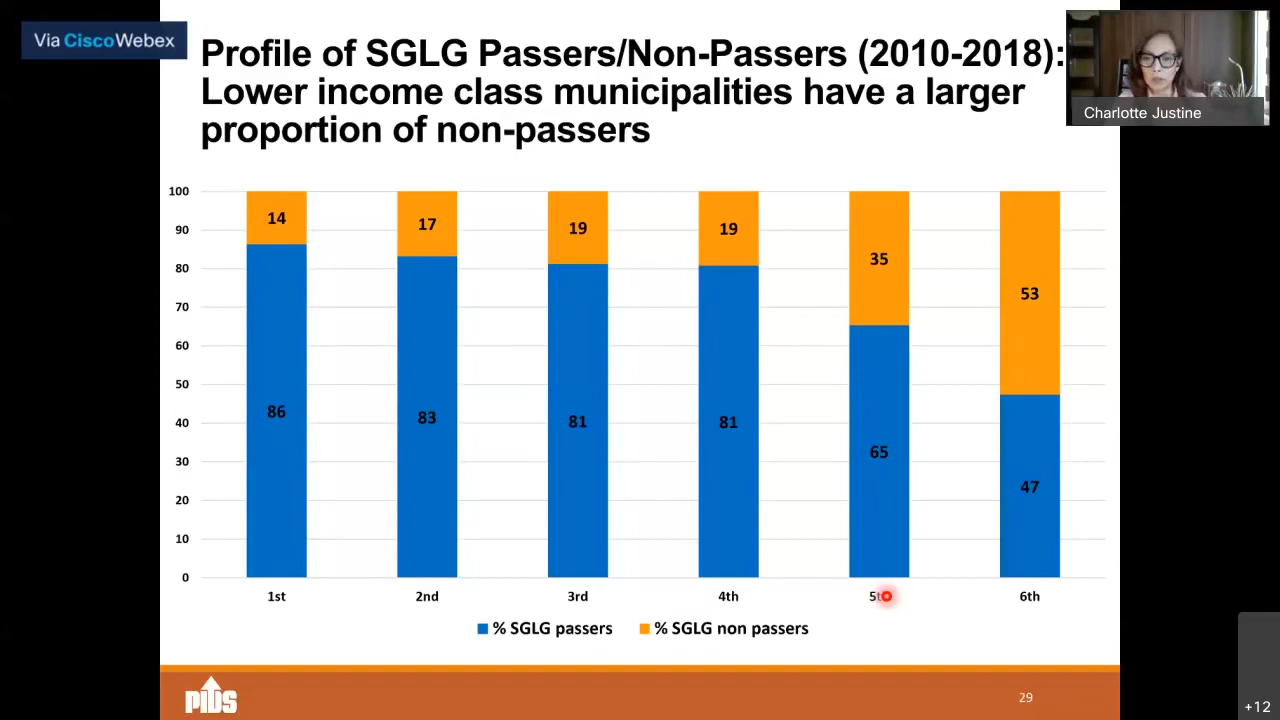 Via CiscoWebex
Profile of SGLG Passers/Non-Passers (2010-2018):
Lower income class municipalities have a larger
proportion of non-passers
Charlotte Justine
100
90
80
70
60
50
40
30
20
10
0
14
17
19
19
35
53
86
83
81
81
65
47
1st
2nd
3rd
4th
5th
6th
% SGLG passers
% SGLG non passers
PIDS
29
+12